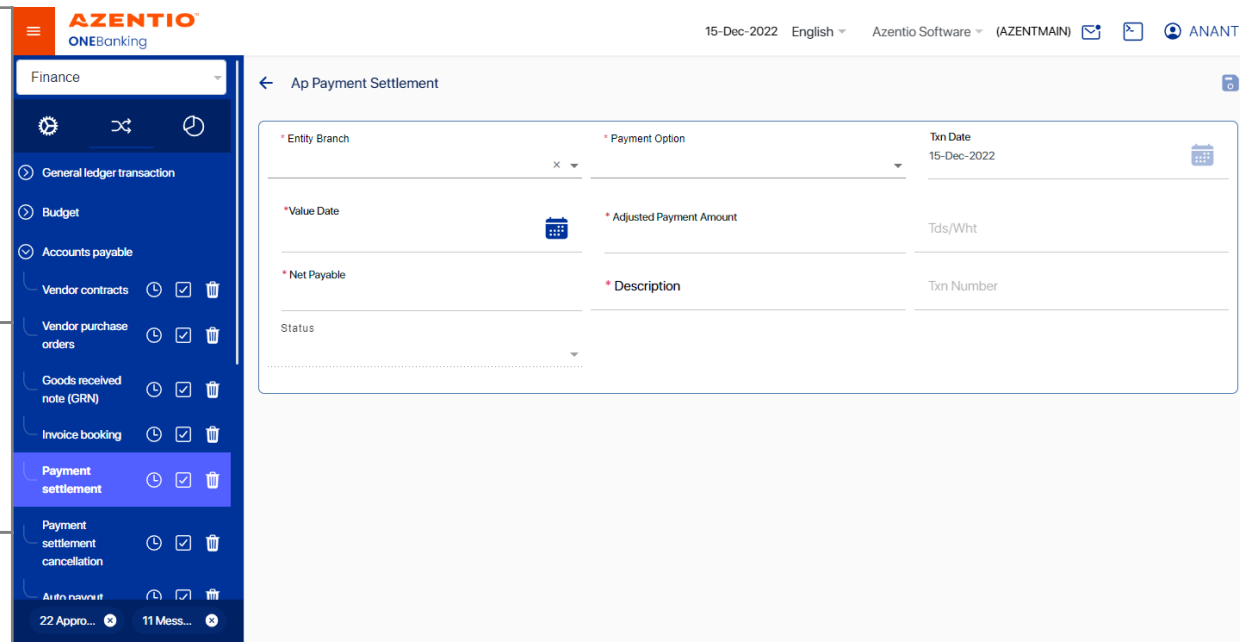 AZENTIO
ONEBanking
15-Dec-2022 English Azentio Software (AZENTMAIN) ANANT
Finance
Ap Payment Settlement
General ledger transaction
Budget
Accounts payable
Vendor contracts
Vendor purchase
orders
Goods received
note (GRN)
Invoice booking
Payment
settlement
Payment
settlement
cancellation
Auto payout
22 Appro... 11 Mess...
* Entity Branch * Payment Option Txn Date
15-Dec-2022
*Value Date * Adjusted Payment Amount Tds/Wht
* Net Payable * Description Txn Number
Status